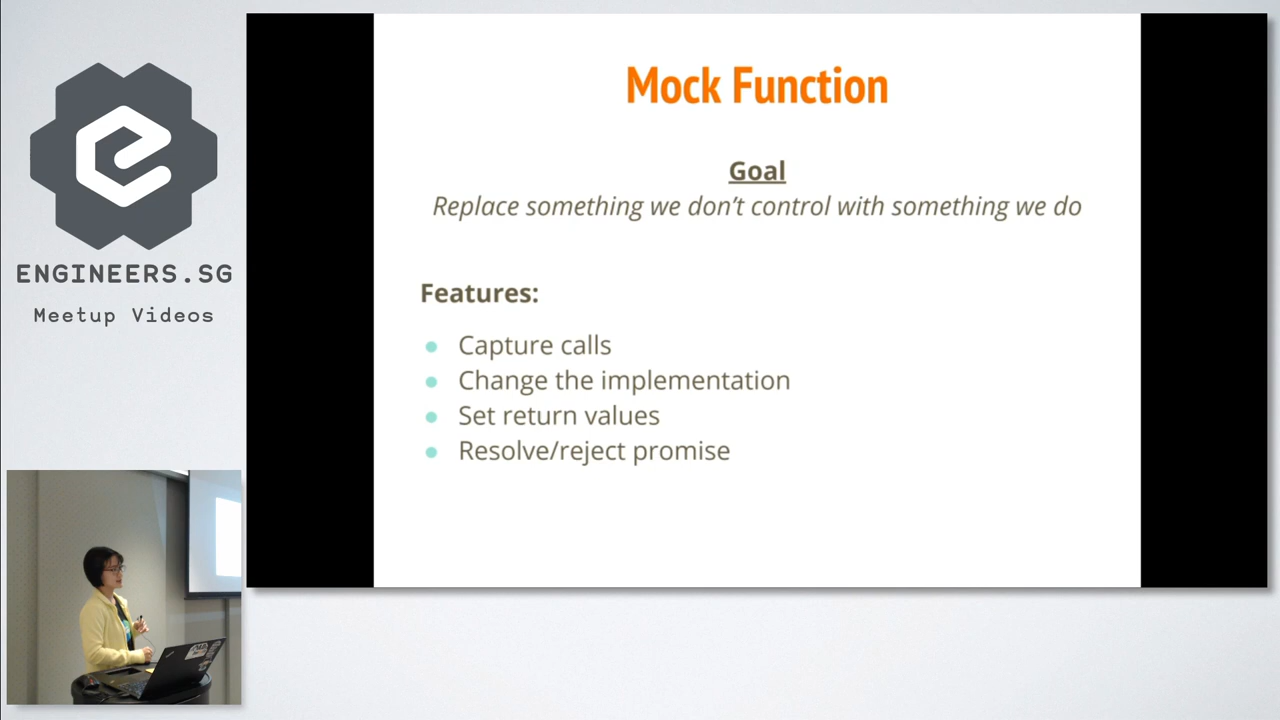 ENGINEERS.SG
Meetup Videos
Mock Function
Goal
Replace something we don't control with something we do
Features:
Capture calls
Change the implementation
Set return values
Resolve/reject promise